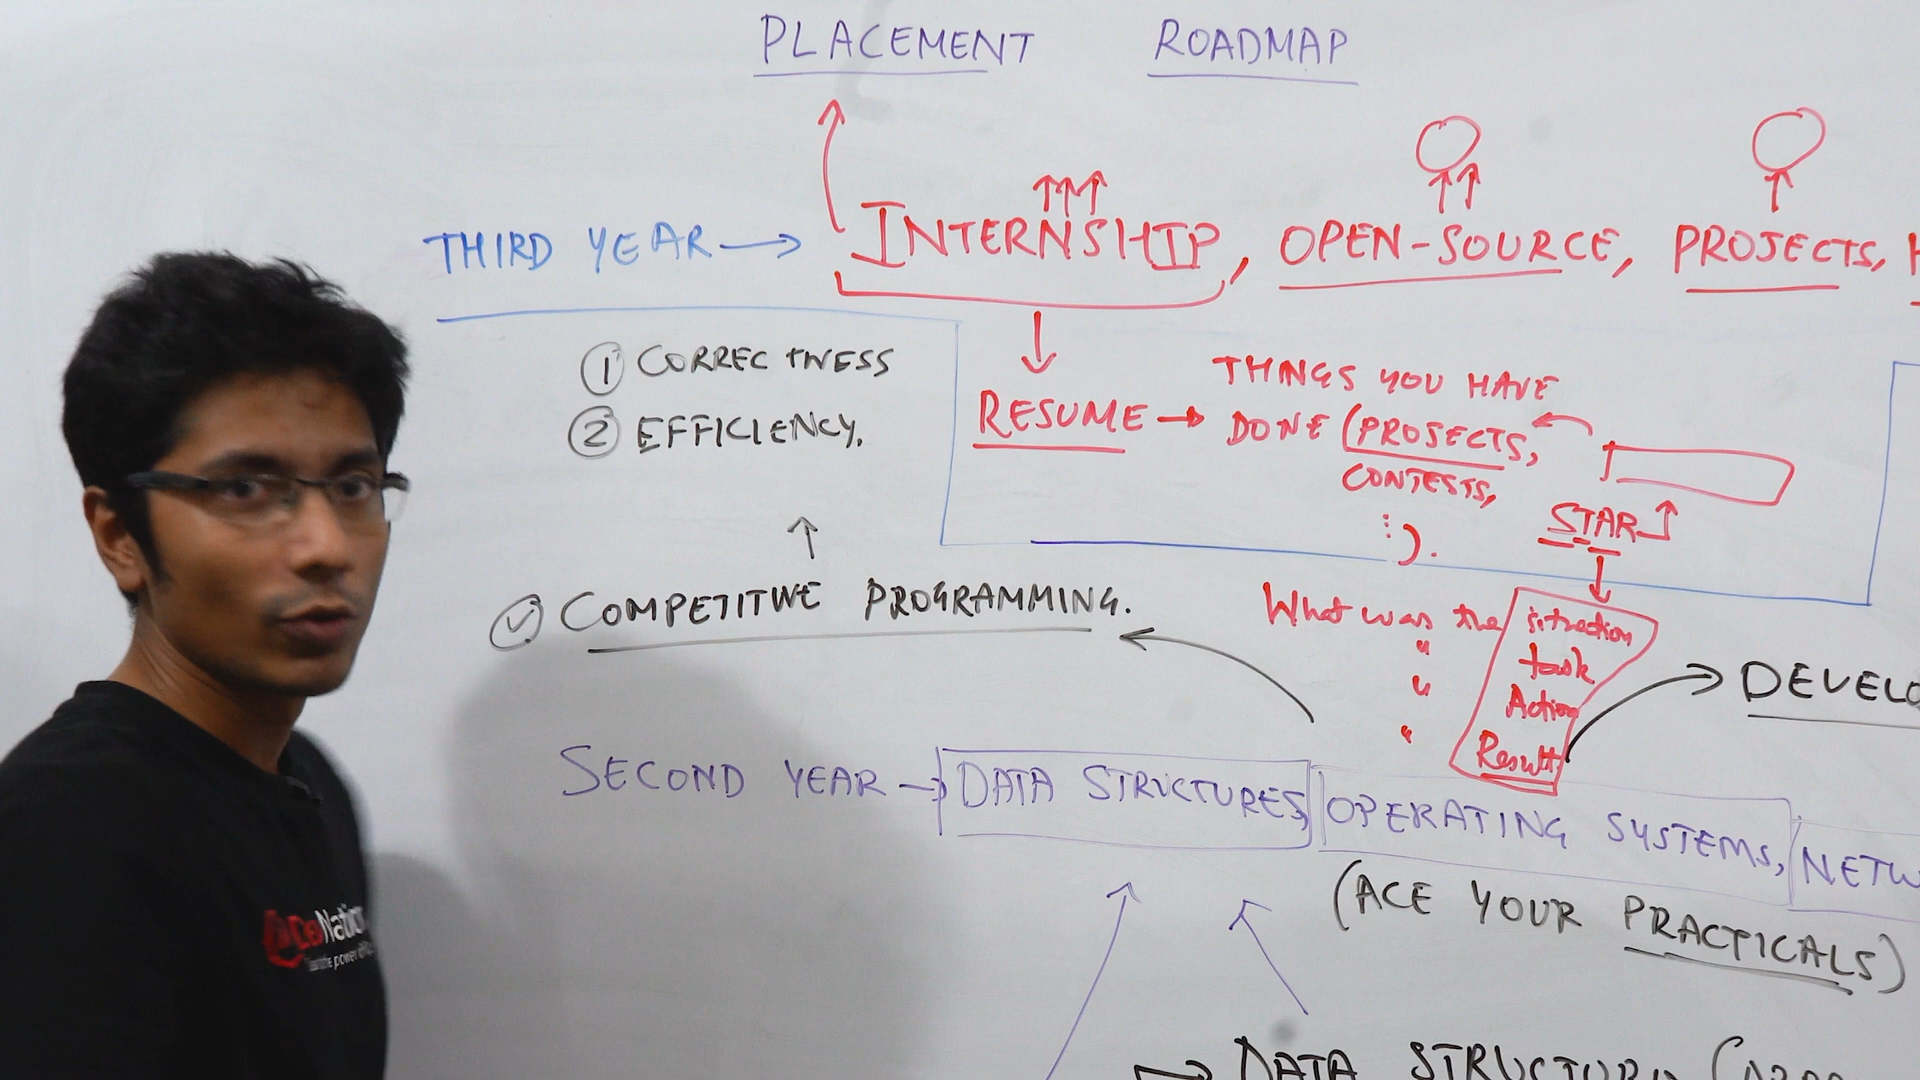 PLACEMENT ROADMAP
THIRD YEAR → INTERNSHIP, OPEN-SOURCE, PROJECTS, H
① CORRECTNESS
② EFFICIENCY.
RESUME → THINGS YOU HAVE
DONE (PROJECTS,
CONTESTS,
⋮ ).
STAR
COMPETITIVE PROGRAMMING.
What was the situation
" task
" Action
" Result
DEVELO
SECOND YEAR → DATA STRUCTURES, OPERATING SYSTEMS, NETW
(ACE YOUR PRACTICALS)
DevNation
→ DATA STRUCTURE